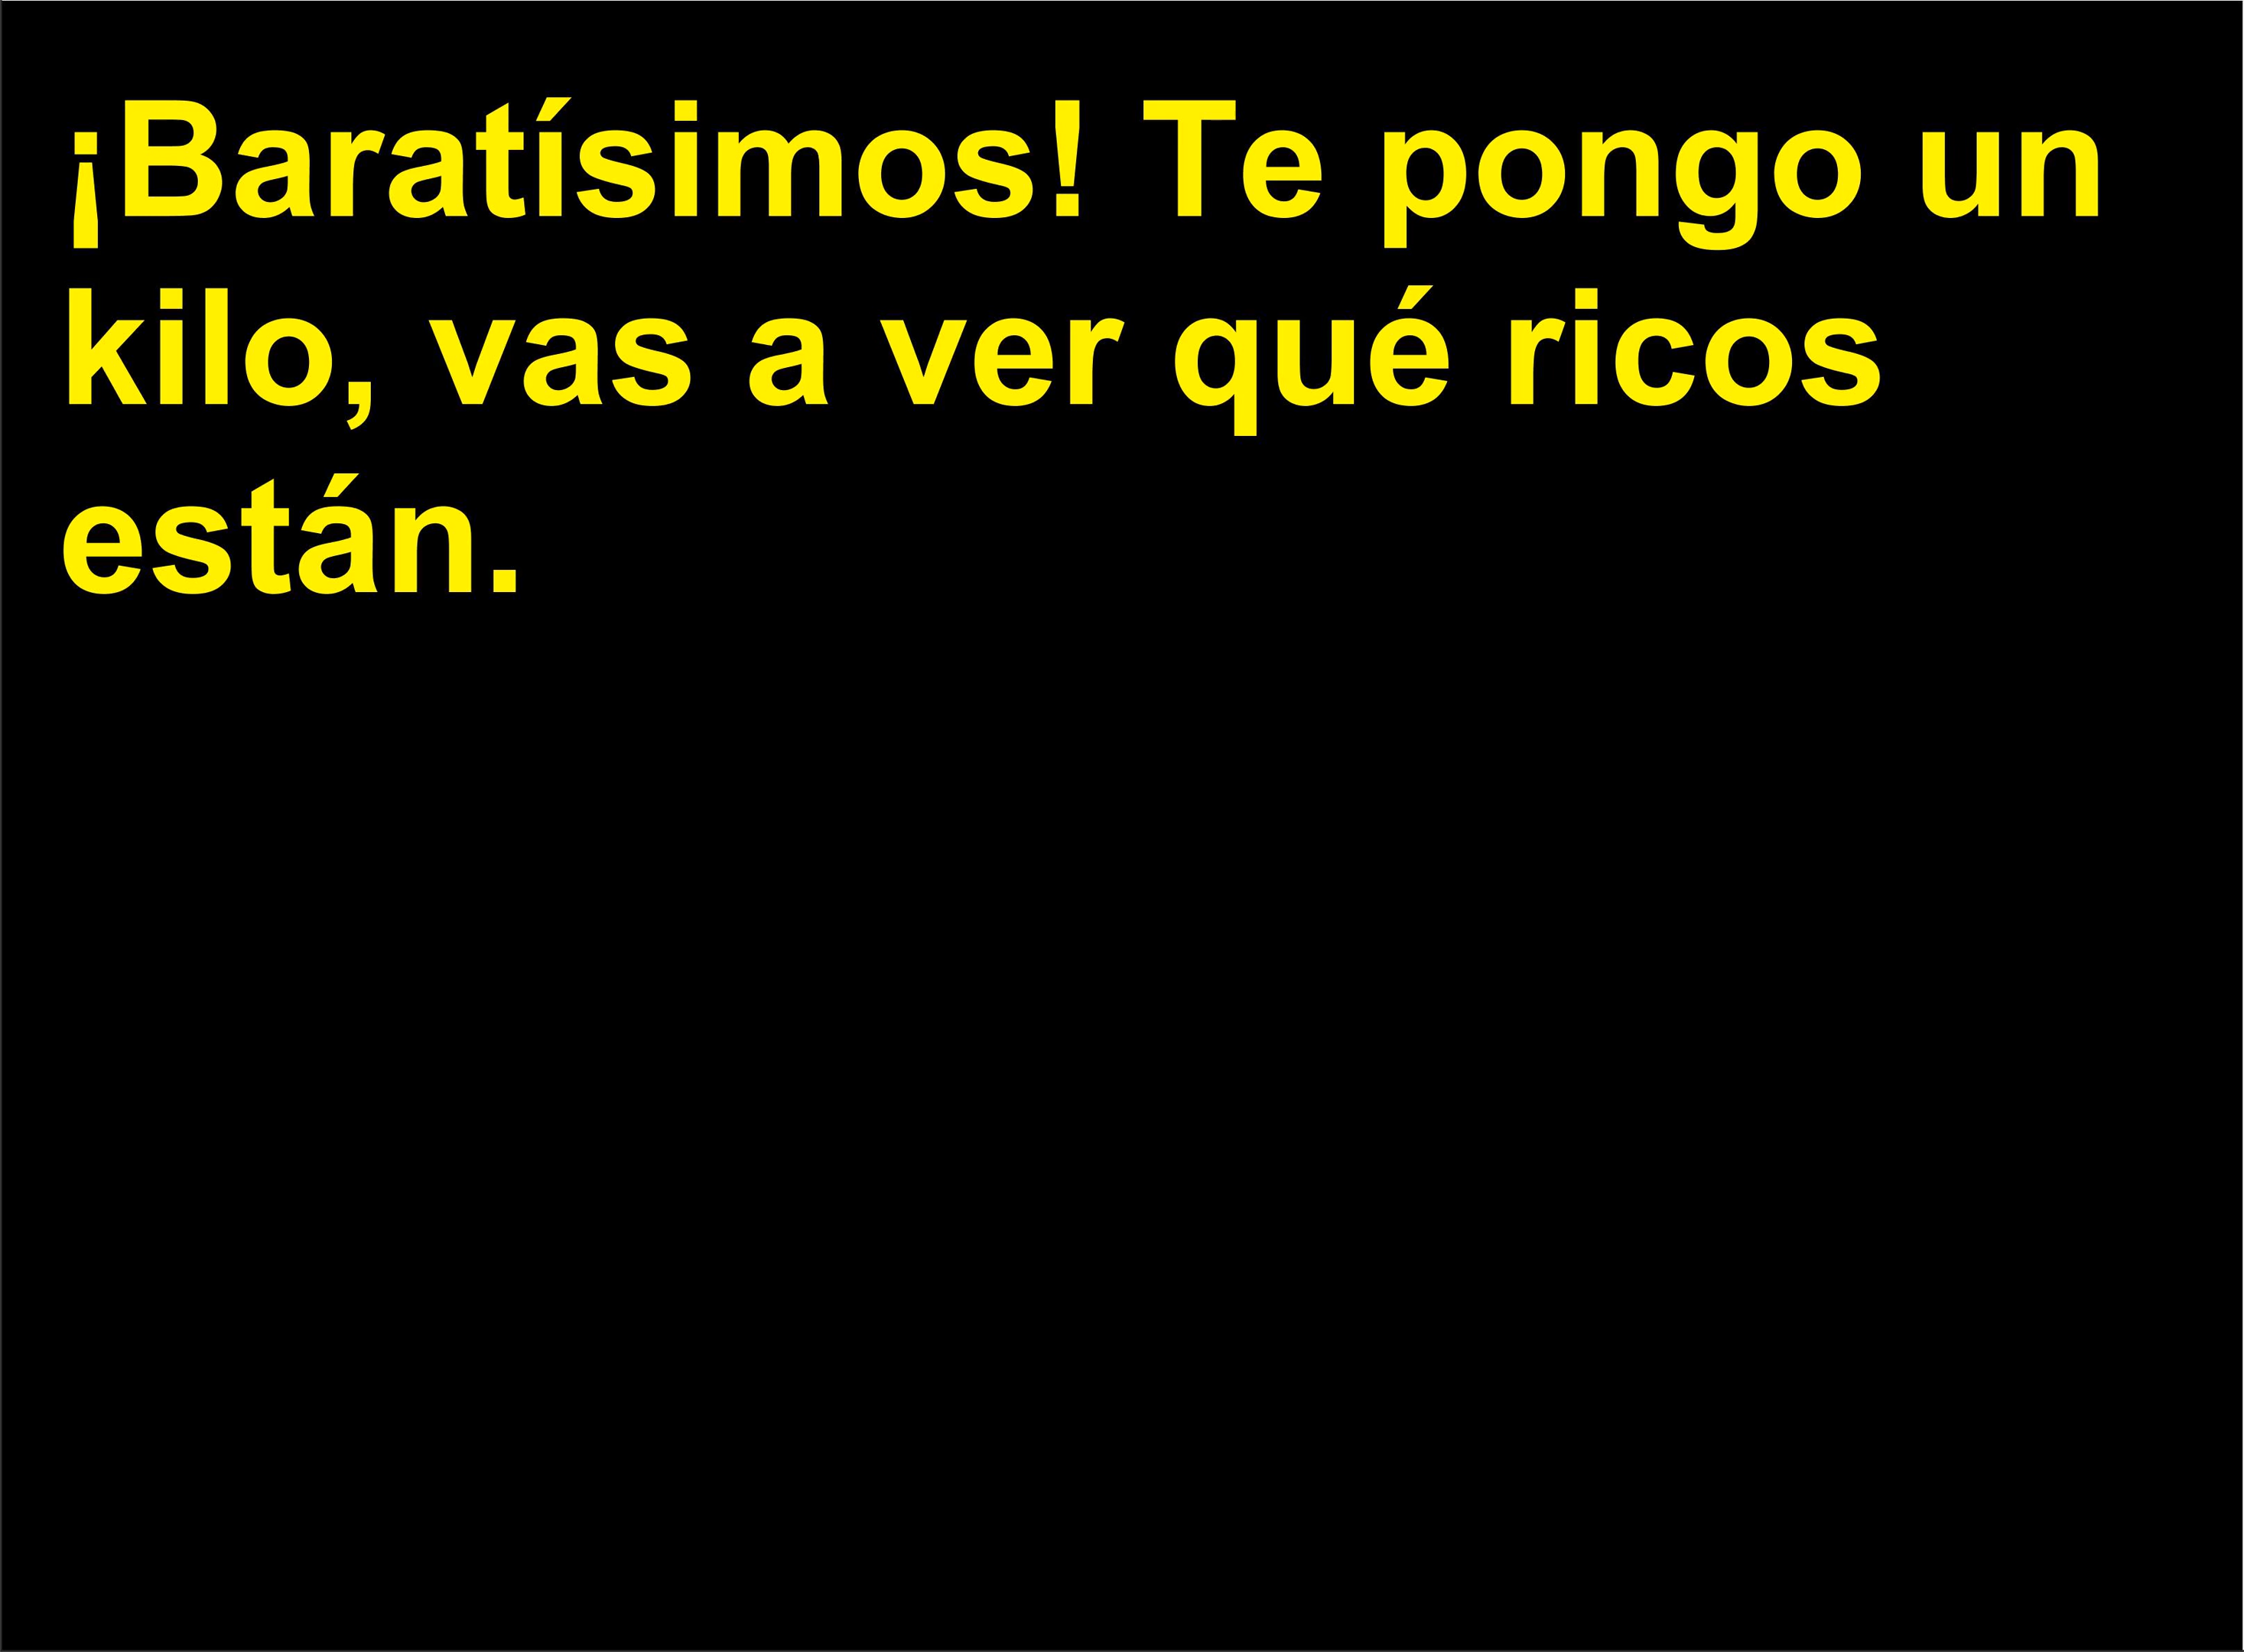 ¡Baratísimos! Te pongo un
kilo, vas a ver qué ricos
están.